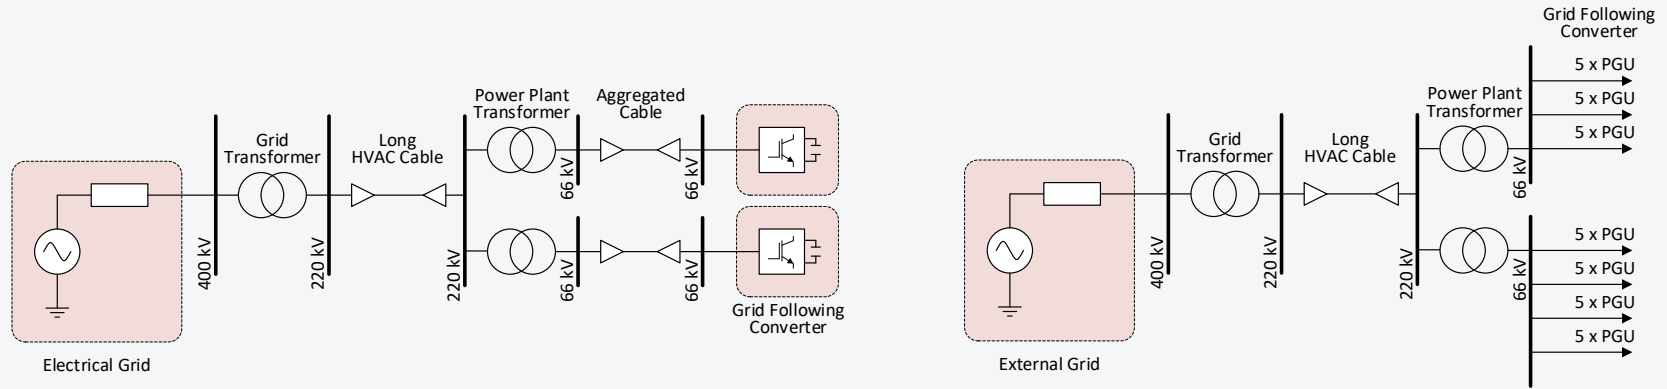 Grid Following
Converter
5 x PGU
5 x PGU
5 x PGU
Power Plant
Transformer
Aggregated
Cable
Grid
Transformer
Long
HVAC Cable
66 kV
66 kV
400 kV
220 kV
220 kV
66 kV
66 kV
Grid Following
Converter
Electrical Grid
Power Plant
Transformer
Grid
Transformer
Long
HVAC Cable
66 kV
400 kV
220 kV
220 kV
66 kV
5 x PGU
5 x PGU
5 x PGU
5 x PGU
External Grid